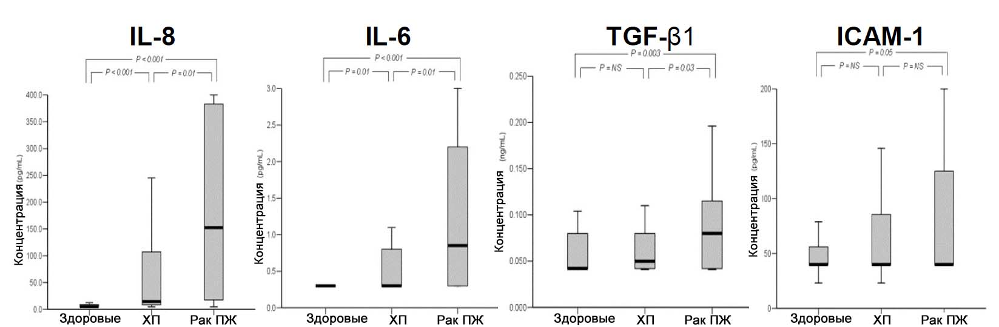 IL-8
P < 0.001
P < 0.001
P = 0.01
400.0
350.0
300.0
250.0
200.0
150.0
100.0
50.0
0.0
Концентрация (pg/mL)
Здоровые ХП Рак ПЖ
IL-6
P < 0.001
P = 0.01
P = 0.01
3.0
2.5
2.0
1.5
1.0
0.5
0.0
Концентрация (pg/mL)
Здоровые ХП Рак ПЖ
TGF-β1
P = 0.003
P = NS
P = 0.03
0.250
0.200
0.150
0.100
0.050
0.000
Концентрация (ng/mL)
Здоровые ХП Рак ПЖ
ICAM-1
P = 0.05
P = NS
P = NS
200
150
100
50
0
Концентрация (pg/mL)
Здоровые ХП Рак ПЖ